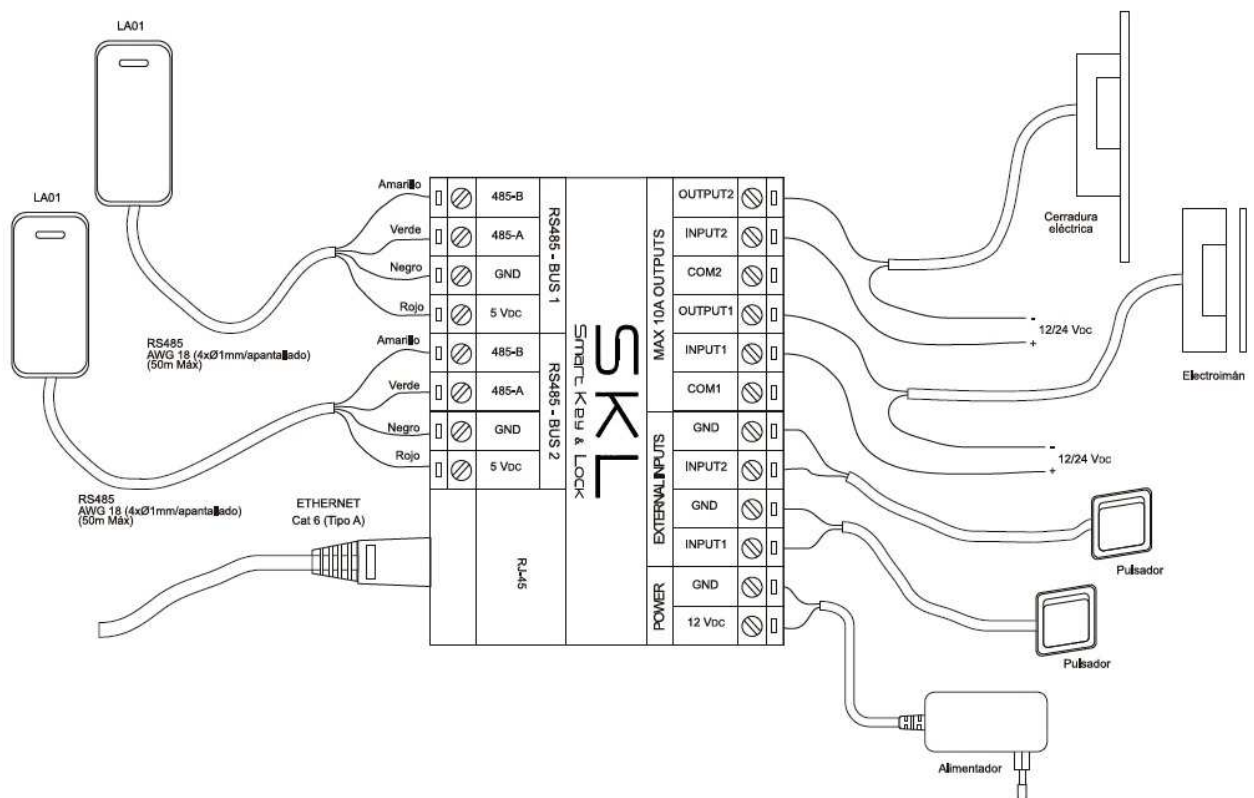 LA01
LA01
RS485
AWG 18 (4xØ1mm/apantallado)
(50m Máx)
RS485
AWG 18 (4xØ1mm/apantallado)
(50m Máx)
ETHERNET
Cat 6 (Tipo A)
Amarillo
Verde
Negro
Rojo
Amarillo
Verde
Negro
Rojo
485-B
485-A
GND
5 VDC
485-B
485-A
GND
5 VDC
RS485 - BUS 1
RS485 - BUS 2
RJ-45
SKL
Smart Key & Lock
MAX 10A OUTPUTS
EXTERNAL INPUTS
POWER
OUTPUT2
INPUT2
COM2
OUTPUT1
INPUT1
COM1
GND
INPUT2
GND
INPUT1
GND
12 VDC
Cerradura
eléctrica
-
12/24 VDC
+
Electroimán
-
12/24 VDC
+
Pulsador
Pulsador
Alimentador